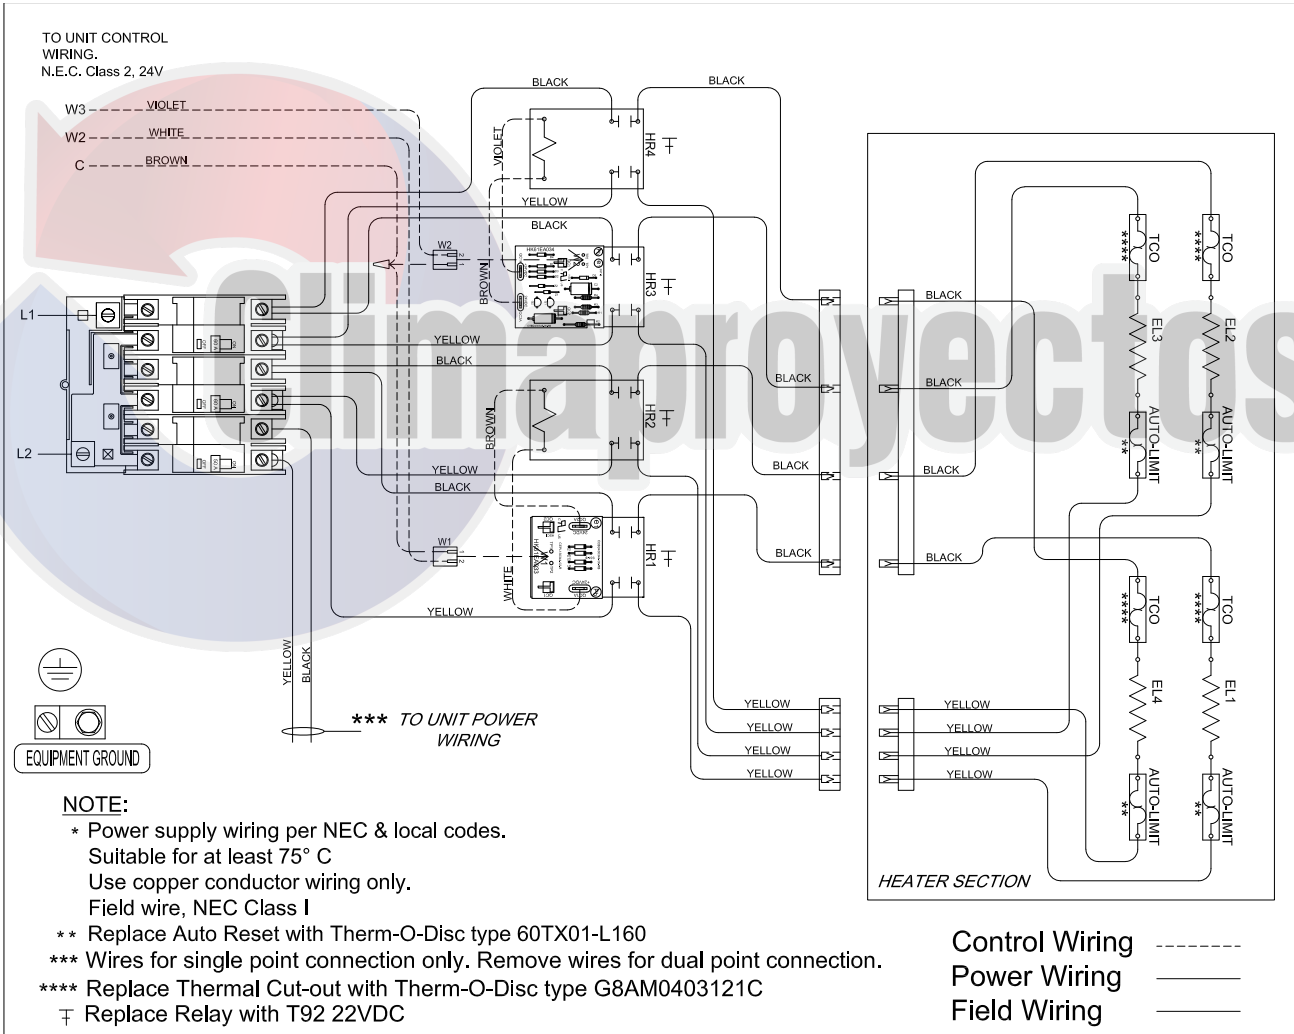 TO UNIT CONTROL
WIRING.
N.E.C. Class 2, 24V
W3
VIOLET
W2
WHITE
C
BROWN
BLACK
BLACK
VIOLET
HR4
YELLOW
BLACK
W2
HK61EA004
BROWN
HR3
YELLOW
BLACK
BROWN
HR2
YELLOW
BLACK
W1
WHITE
HR1
YELLOW
L1
L2
Climaproyectos
YELLOW
BLACK
*** TO UNIT POWER
WIRING
EQUIPMENT GROUND
BLACK
BLACK
BLACK
YELLOW
YELLOW
YELLOW
YELLOW
BLACK
BLACK
BLACK
BLACK
YELLOW
YELLOW
YELLOW
YELLOW
TCO
****
TCO
****
EL3
EL2
AUTO-LIMIT
**
AUTO-LIMIT
**
TCO
****
TCO
****
EL4
EL1
AUTO-LIMIT
**
AUTO-LIMIT
**
HEATER SECTION
NOTE:
* Power supply wiring per NEC & local codes.
Suitable for at least 75° C
Use copper conductor wiring only.
Field wire, NEC Class I
** Replace Auto Reset with Therm-O-Disc type 60TX01-L160
*** Wires for single point connection only. Remove wires for dual point connection.
**** Replace Thermal Cut-out with Therm-O-Disc type G8AM0403121C
Replace Relay with T92 22VDC
Control Wiring
Power Wiring
Field Wiring